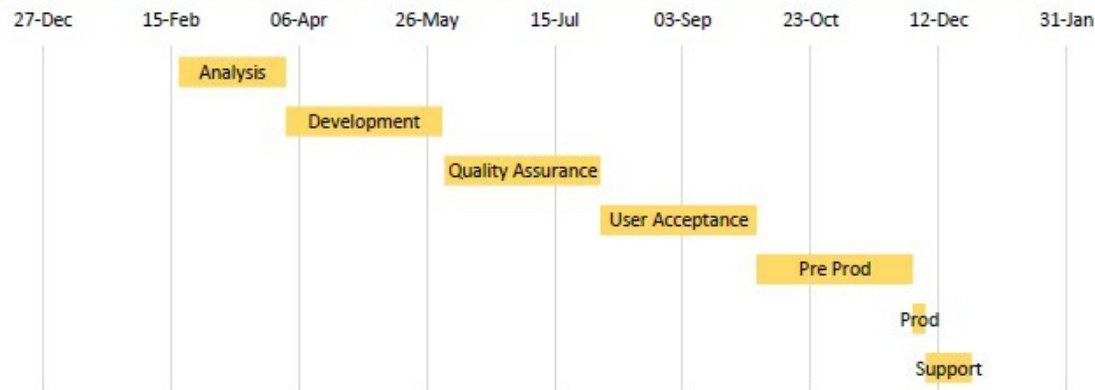 27-Dec 15-Feb 06-Apr 26-May 15-Jul 03-Sep 23-Oct 12-Dec 31-Jan
Analysis
Development
Quality Assurance
User Acceptance
Pre Prod
Prod
Support